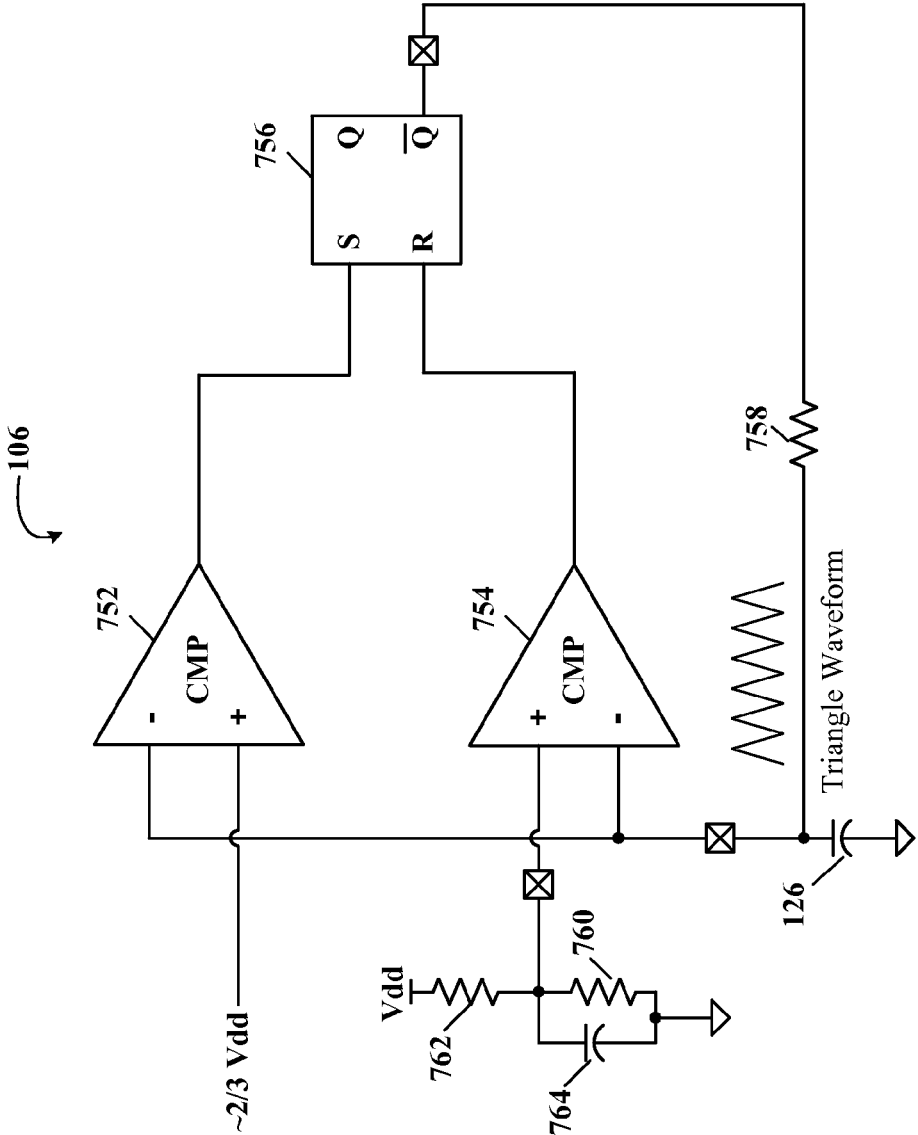 106
752
CMP
-
+
~2/3 Vdd
756
S
Q
R
Q̅
754
CMP
+
-
Vdd
762
760
764
758
Triangle Waveform
126